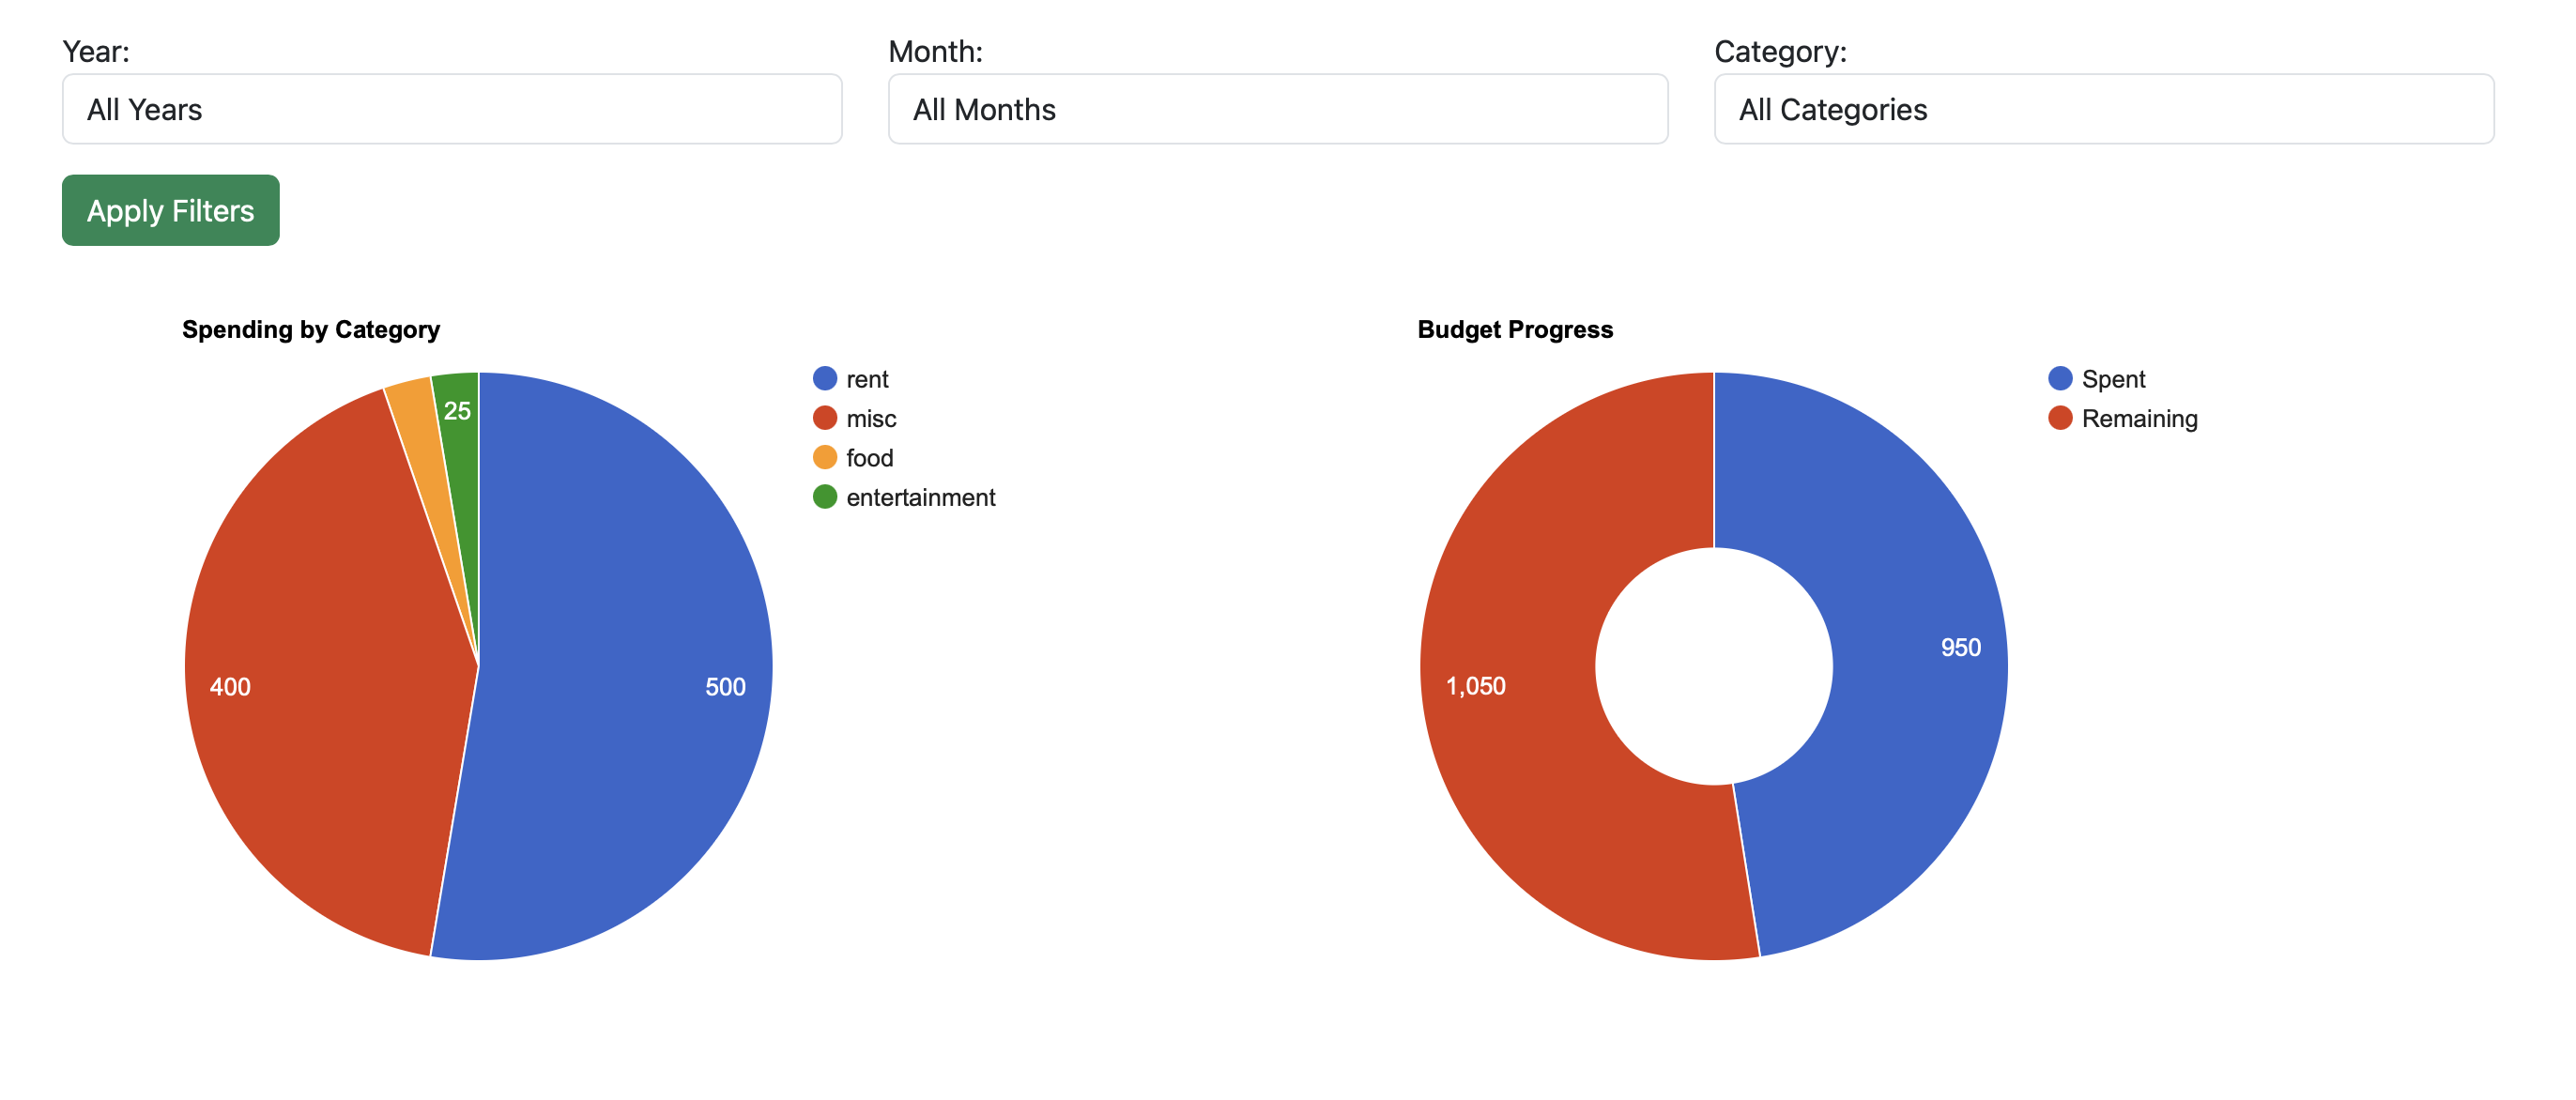 Year:
Month:
Category:
All Years
All Months
All Categories
Apply Filters
Spending by Category
rent
misc
food
entertainment
25
400
500
Budget Progress
Spent
Remaining
950
1,050